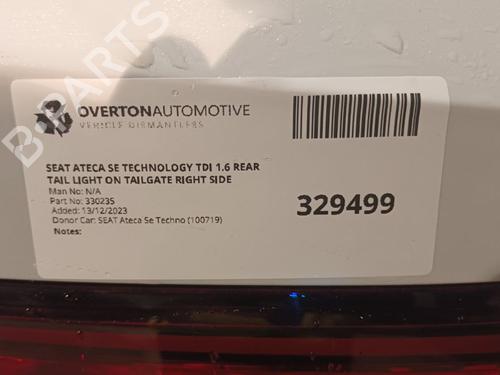 B-PARTS
OVERTONAUTOMOTIVE
VEHICLE DISMANTLERS
SEAT ATECA SE TECHNOLOGY TDI 1.6 REAR
TAIL LIGHT ON TAILGATE RIGHT SIDE
Man No: N/A
Part No: 330235
Added: 13/12/2023
Donor Car: SEAT Ateca Se Techno (100719)
Notes:
329499